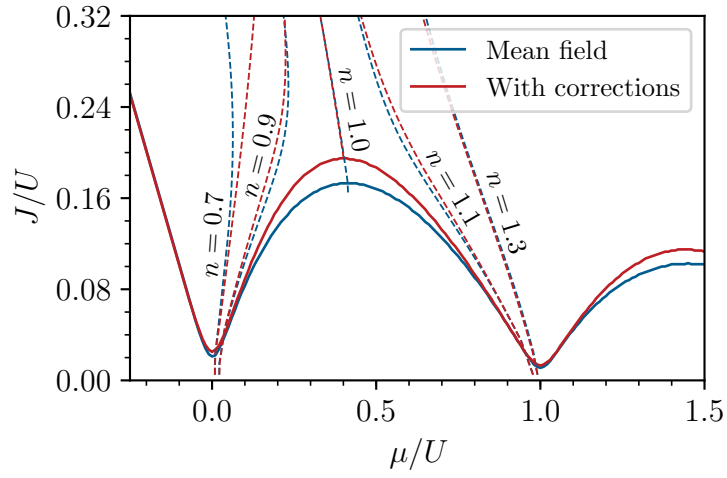 0.32
0.24
0.16
0.08
0.00
J/U
Mean field
With corrections
n = 0.7
n = 0.9
n = 1.0
n = 1.1
n = 1.3
0.0
0.5
1.0
1.5
μ/U